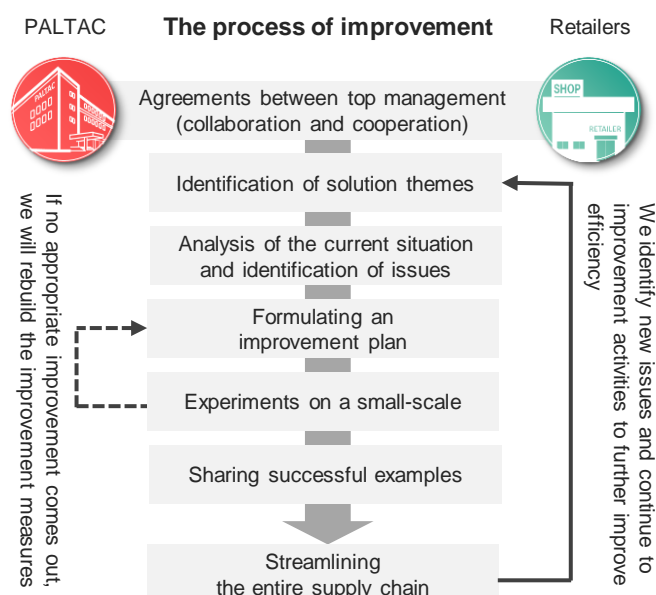 PALTAC
The process of improvement
Retailers
PALTAC
SHOP
RETAILER
Agreements between top management
(collaboration and cooperation)
Identification of solution themes
Analysis of the current situation
and identification of issues
Formulating an
improvement plan
Experiments on a small-scale
Sharing successful examples
Streamlining
the entire supply chain
If no appropriate improvement comes out,
we will rebuild the improvement measures
We identify new issues and continue to
improvement activities to further improve
efficiency